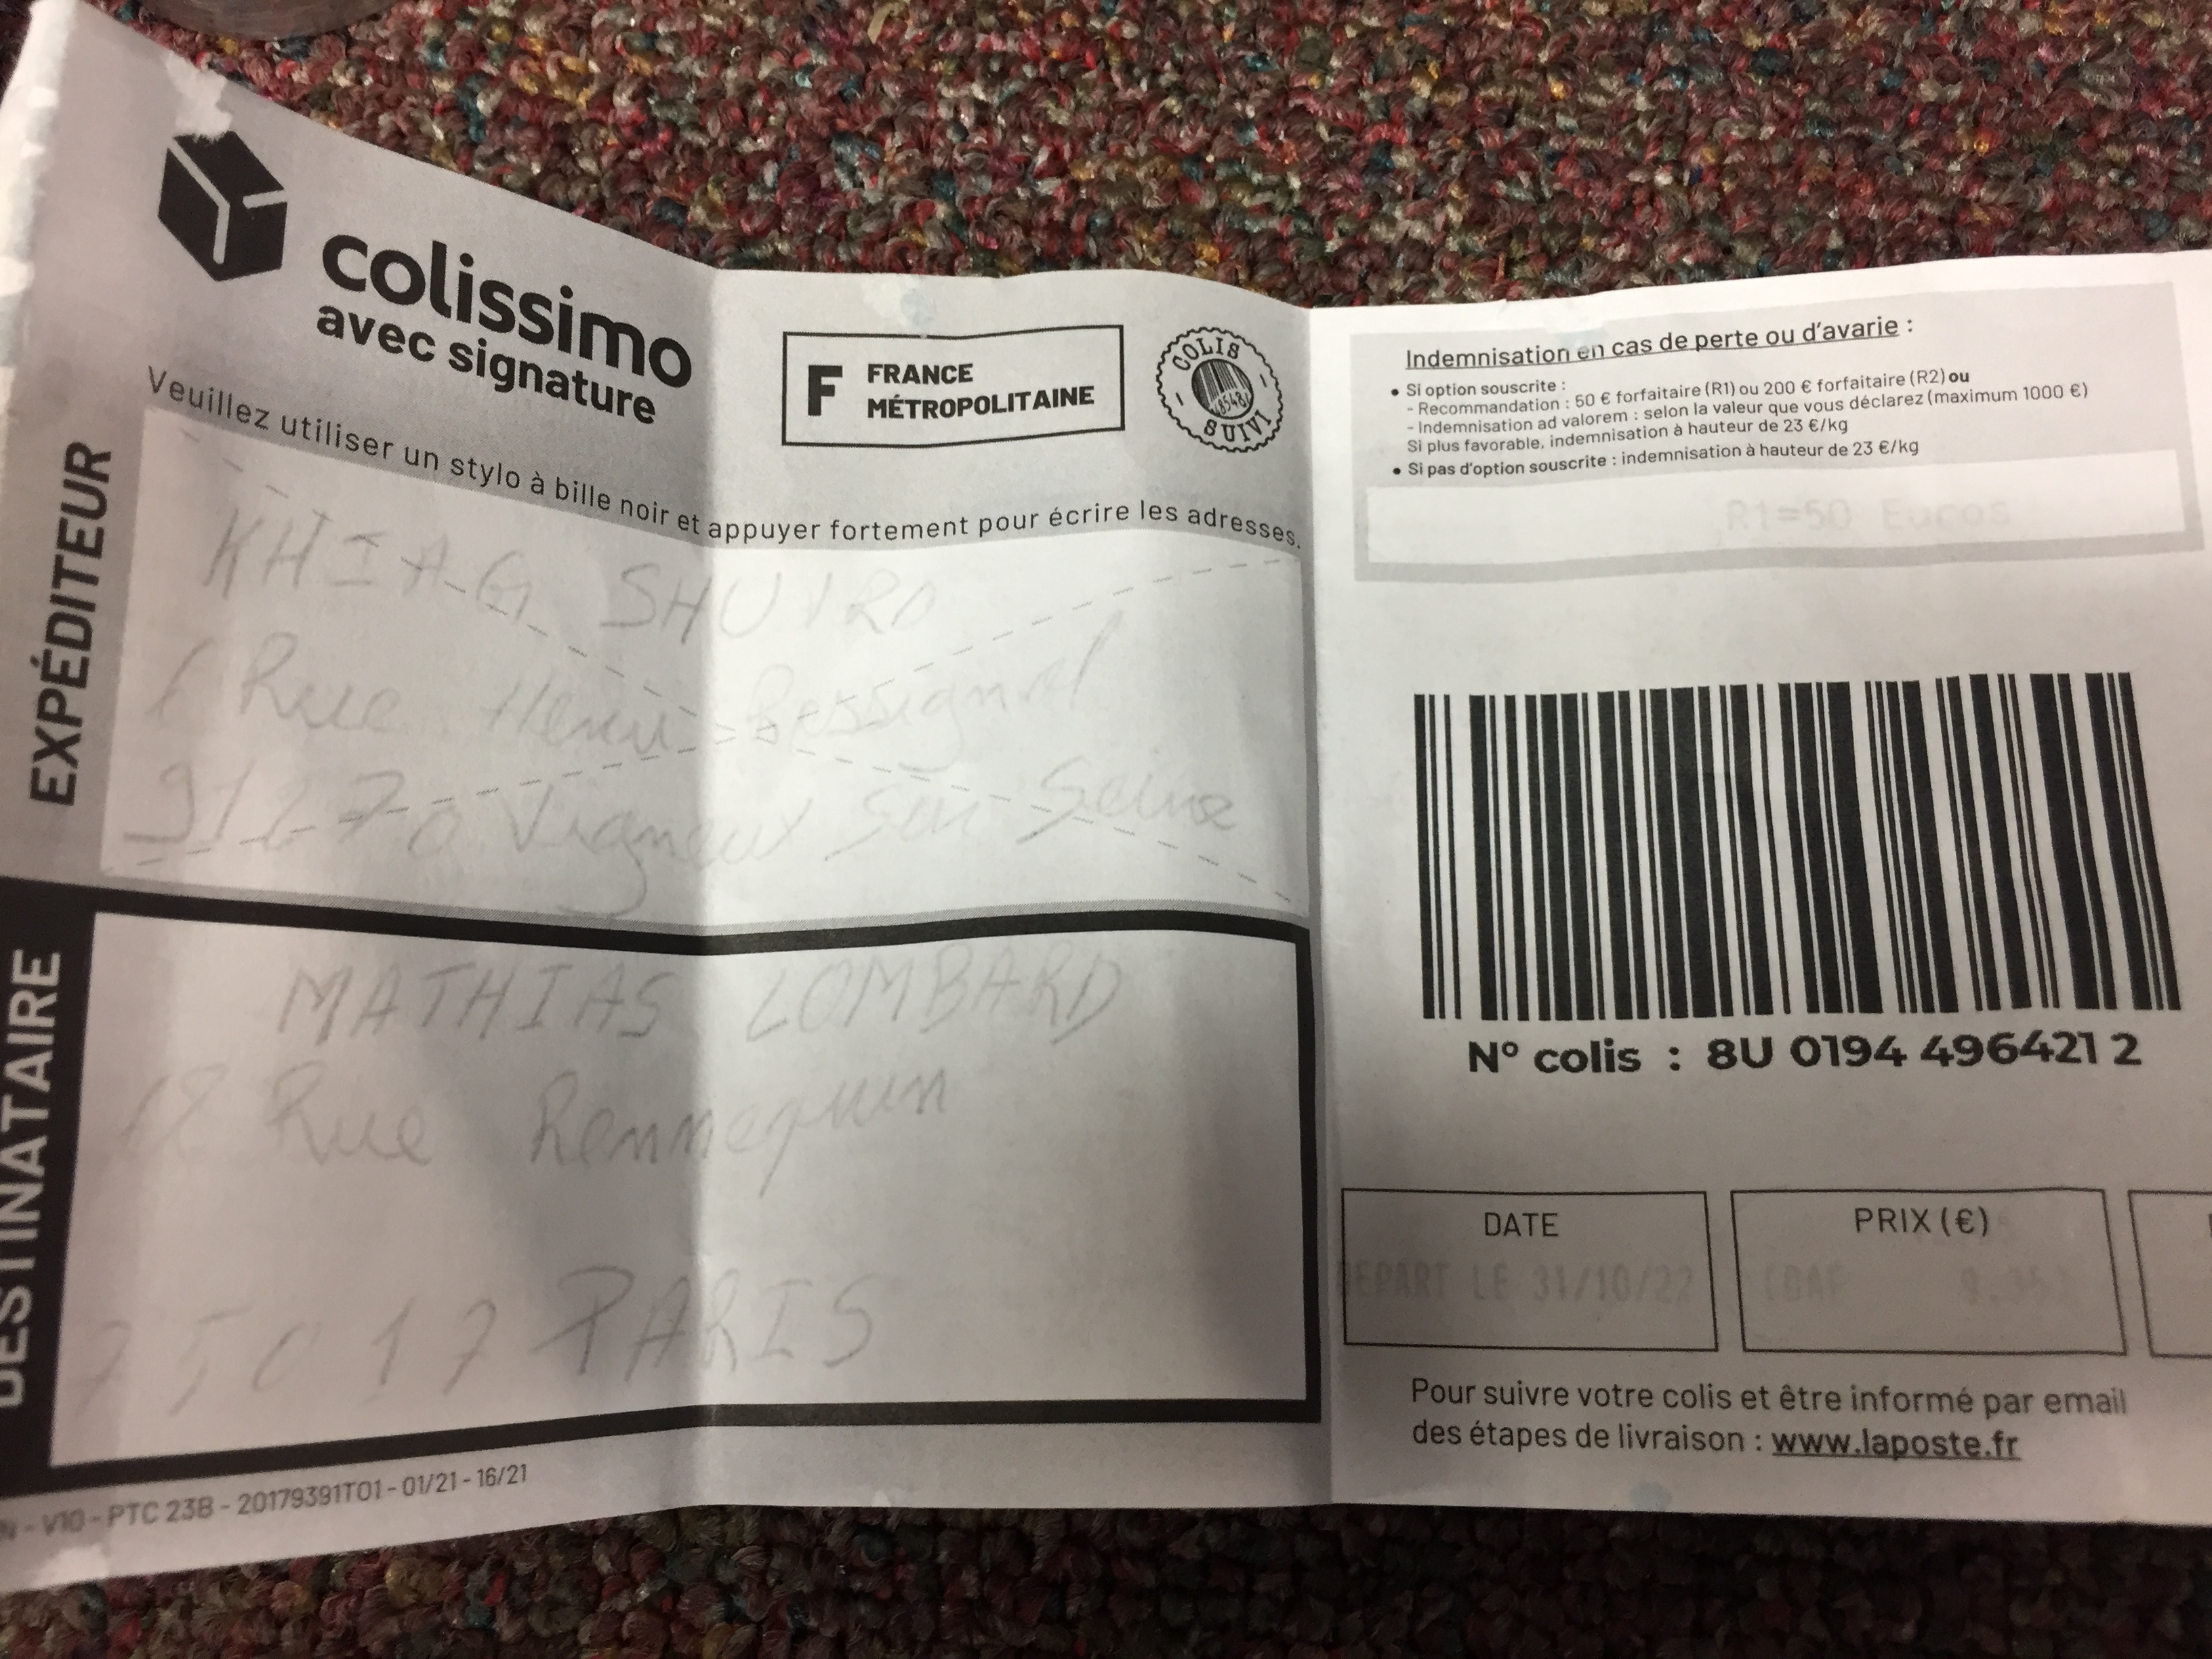 colissimo
avec signature
Veuillez utiliser un stylo à bille noir et appuyer fortement pour écrire les adresses.
F FRANCE
MÉTROPOLITAINE
COLIS
SUIVI
EXPÉDITEUR
KHIAG SHUIRO
1 Rue Henri
91270 Vigneux sur Seine
DESTINATAIRE
MATHIAS LOMBARD
18 Rue Rennequin
75017 PARIS
N - V10 - PTC 23B - 20179391T01 - 01/21 - 16/21
Indemnisation en cas de perte ou d'avarie :
• Si option souscrite :
- Recommandation : 50 € forfaitaire (R1) ou 200 € forfaitaire (R2) ou
- Indemnisation ad valorem : selon la valeur que vous déclarez (maximum 1000 €)
Si plus favorable, indemnisation à hauteur de 23 €/kg
• Si pas d'option souscrite : indemnisation à hauteur de 23 €/kg
R1=50 Euros
N° colis : 8U 0194 496421 2
DATE
DEPART LE 31/10/22
PRIX (€)
Pour suivre votre colis et être informé par email
des étapes de livraison : www.laposte.fr